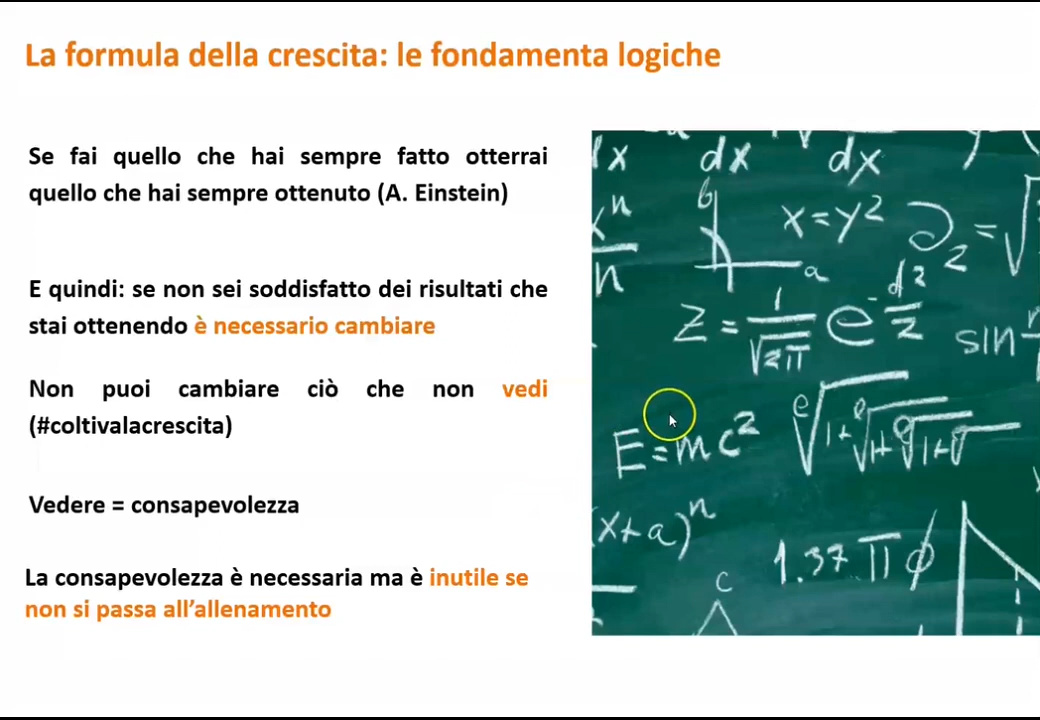 La formula della crescita: le fondamenta logiche
Se fai quello che hai sempre fatto otterrai
quello che hai sempre ottenuto (A. Einstein)
E quindi: se non sei soddisfatto dei risultati che
stai ottenendo è necessario cambiare
Non puoi cambiare ciò che non vedi
(#coltivalacrescita)
Vedere = consapevolezza
La consapevolezza è necessaria ma è inutile se
non si passa all'allenamento
dx dx
b
x=y²
a
E=mc²
(x+a)ⁿ
1.37 π ϕ
c